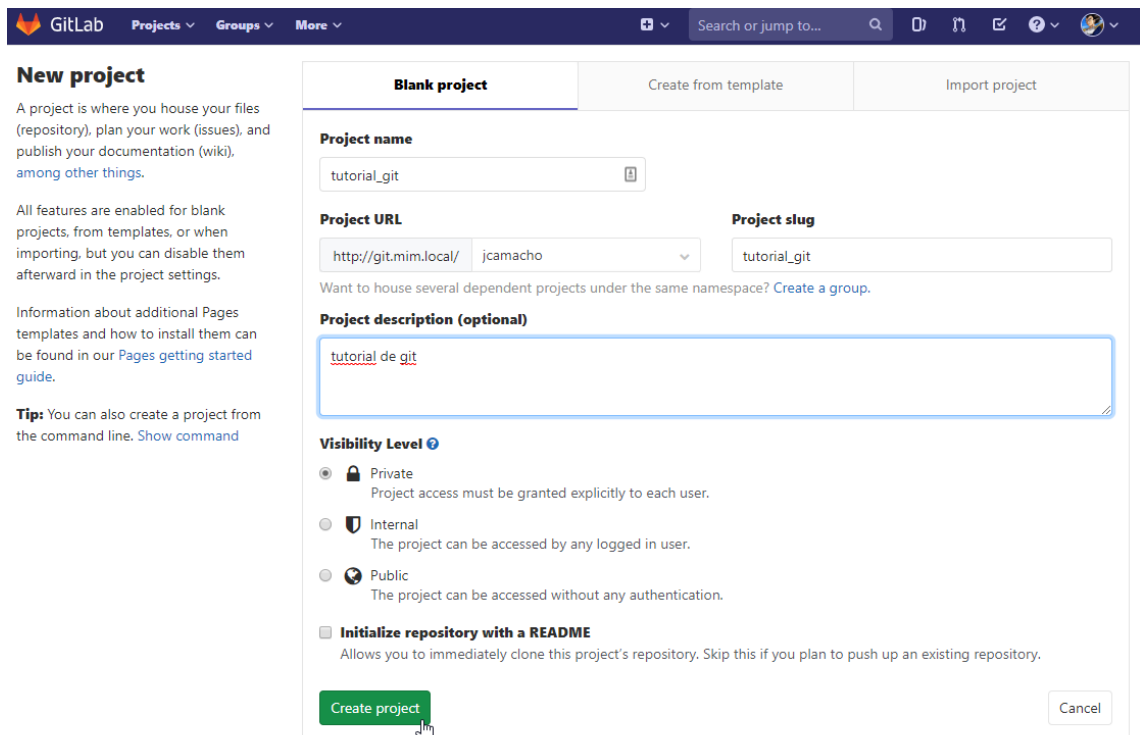 GitLab Projects Groups More Search or jump to...
New project
A project is where you house your files
(repository), plan your work (issues), and
publish your documentation (wiki),
among other things.
All features are enabled for blank
projects, from templates, or when
importing, but you can disable them
afterward in the project settings.
Information about additional Pages
templates and how to install them can
be found in our Pages getting started
guide.
Tip: You can also create a project from
the command line. Show command
Blank project Create from template Import project
Project name
tutorial_git
Project URL Project slug
http://git.mim.local/ jcamacho tutorial_git
Want to house several dependent projects under the same namespace? Create a group.
Project description (optional)
tutorial de git
Visibility Level
Private
Project access must be granted explicitly to each user.
Internal
The project can be accessed by any logged in user.
Public
The project can be accessed without any authentication.
Initialize repository with a README
Allows you to immediately clone this project's repository. Skip this if you plan to push up an existing repository.
Create project Cancel